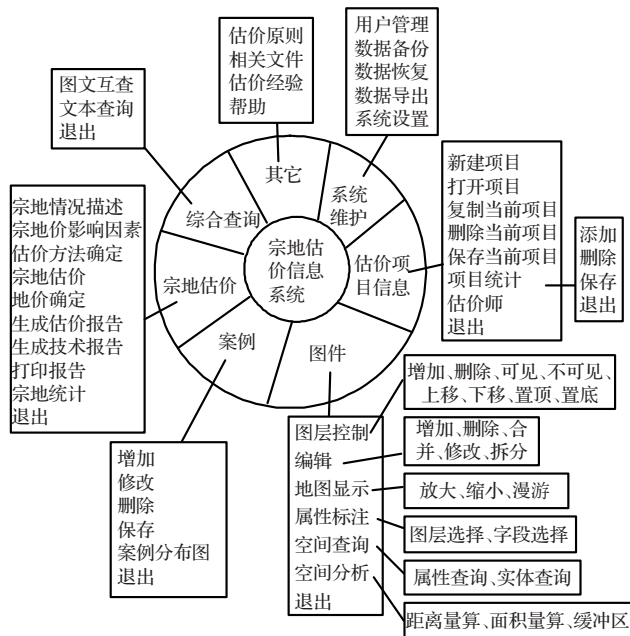 估价原则
相关文件
估价经验
帮助
用户管理
数据备份
数据恢复
数据导出
系统设置
图文互查
文本查询
退出
其它
系统
维护
综合查询
宗地估
价信息
系统
估价项
目信息
宗地估价
案例
图件
新建项目
打开项目
复制当前项目
删除当前项目
保存当前项目
项目统计
估价师
退出
添加
删除
保存
退出
宗地情况描述
宗地价影响因素
估价方法确定
宗地估价
地价确定
生成估价报告
生成技术报告
打印报告
宗地统计
退出
增加
修改
删除
保存
案例分布图
退出
图层控制
编辑
地图显示
属性标注
空间查询
空间分析
退出
增加、删除、可见、不可见、
上移、下移、置顶、置底
增加、删除、合
并、修改、拆分
放大、缩小、漫游
图层选择、字段选择
属性查询、实体查询
距离量算、面积量算、缓冲区